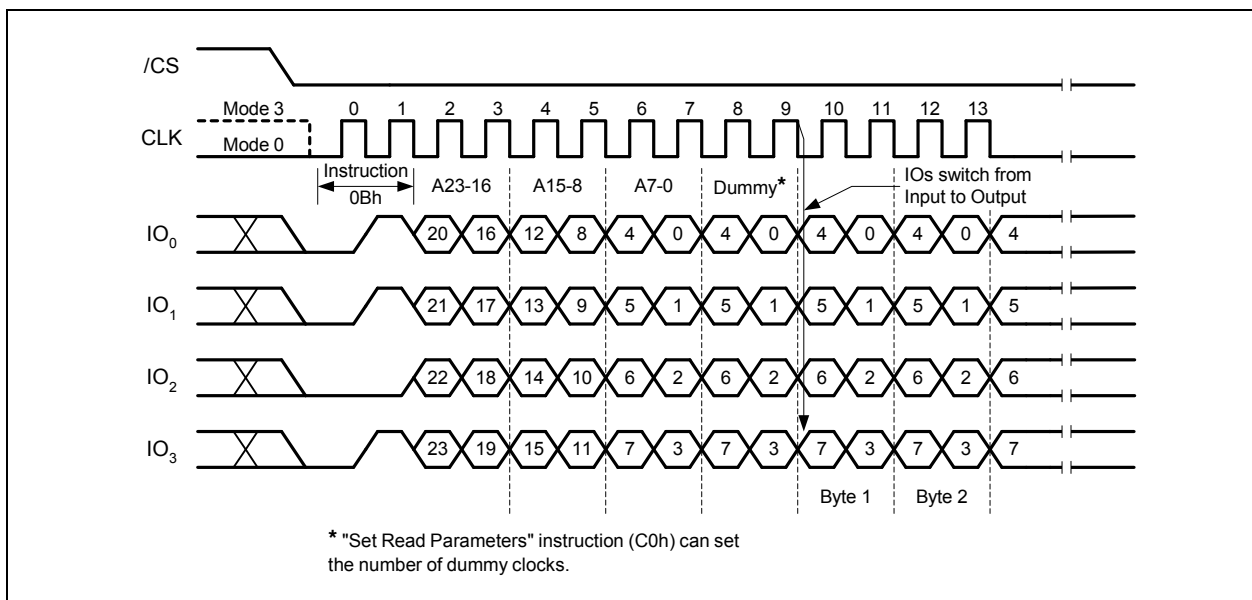 /CS
Mode 3 0 1 2 3 4 5 6 7 8 9 10 11 12 13
CLK
Mode 0
Instruction
0Bh
A23-16 A15-8 A7-0 Dummy*
IOs switch from
Input to Output
IO0 20 16 12 8 4 0 4 0 4 0 4 0 4
IO1 21 17 13 9 5 1 5 1 5 1 5 1 5
IO2 22 18 14 10 6 2 6 2 6 2 6 2 6
IO3 23 19 15 11 7 3 7 3 7 3 7 3 7
Byte 1 Byte 2
* "Set Read Parameters" instruction (C0h) can set
the number of dummy clocks.